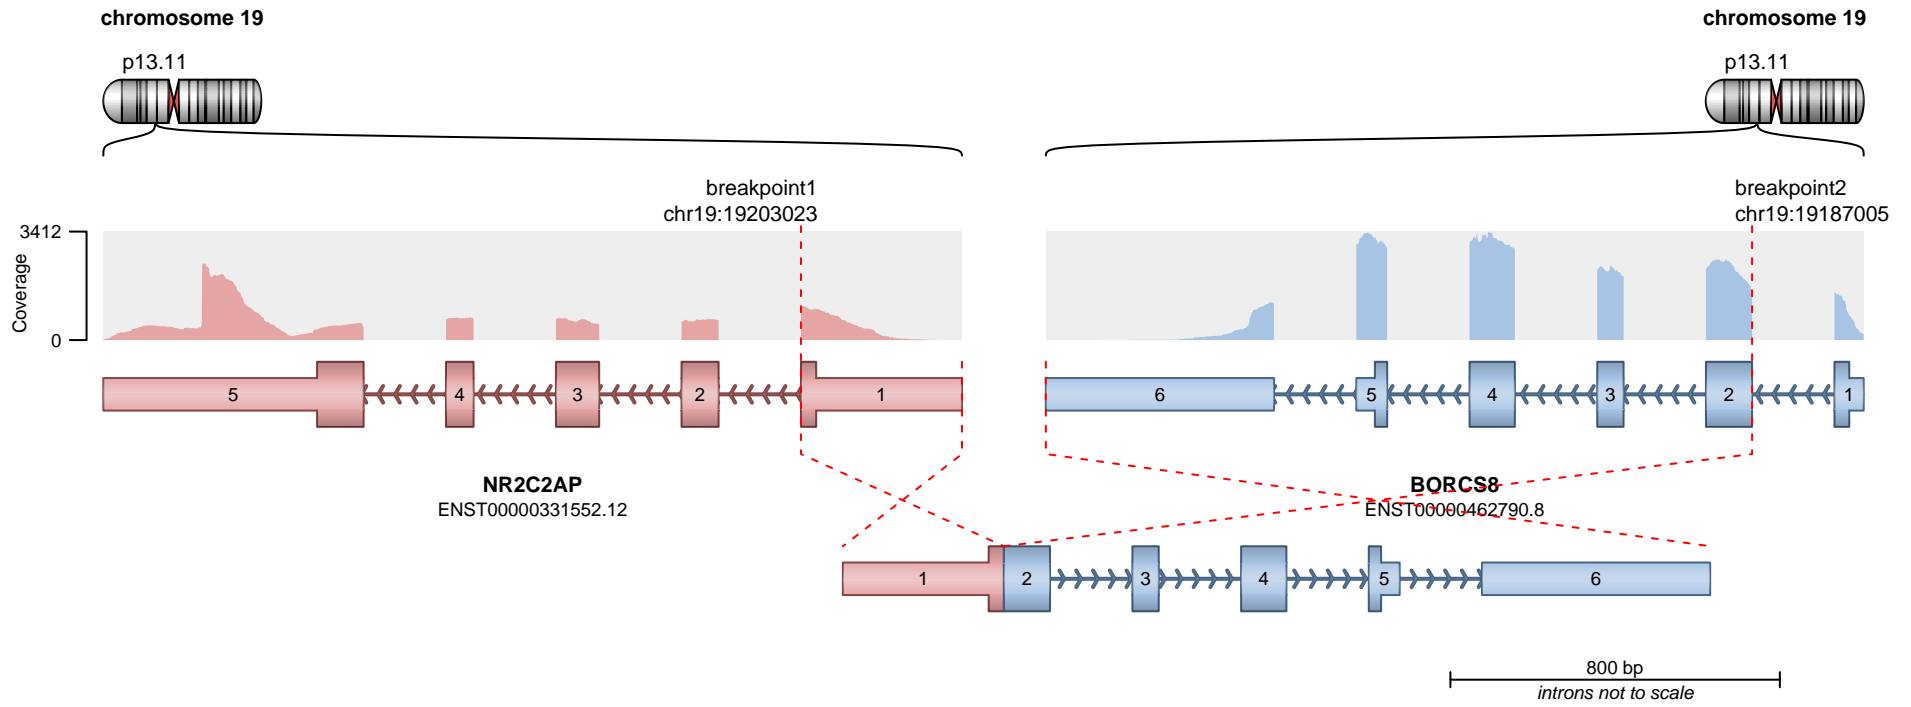 chromosome 19
chromosome 19
p13.11
p13.11
breakpoint1
chr19:19203023
breakpoint2
chr19:19187005
3412
Coverage
0
5
4
3
2
1
6
5
4
3
2
1
NR2C2AP
ENST00000331552.12
BORCS8
ENST00000462790.8
1
2
3
4
5
6
800 bp
introns not to scale